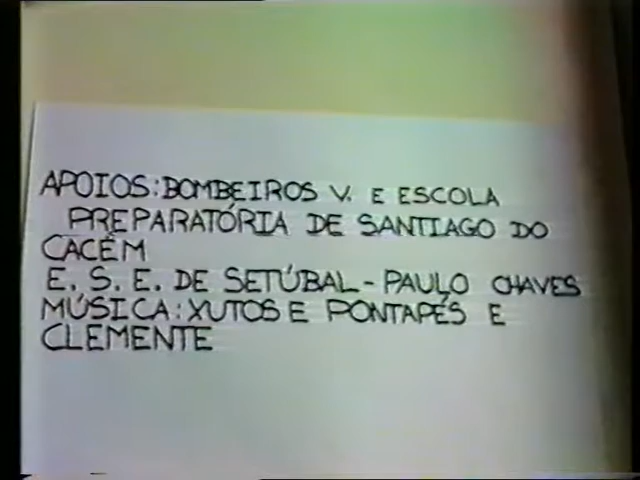 APOIOS: BOMBEIROS V. E ESCOLA
PREPARATÓRIA DE SANTIAGO DO
CACÉM
E. S. E. DE SETÚBAL - PAULO CHAVES
MÚSICA: XUTOS E PONTAPÉS E
CLEMENTE